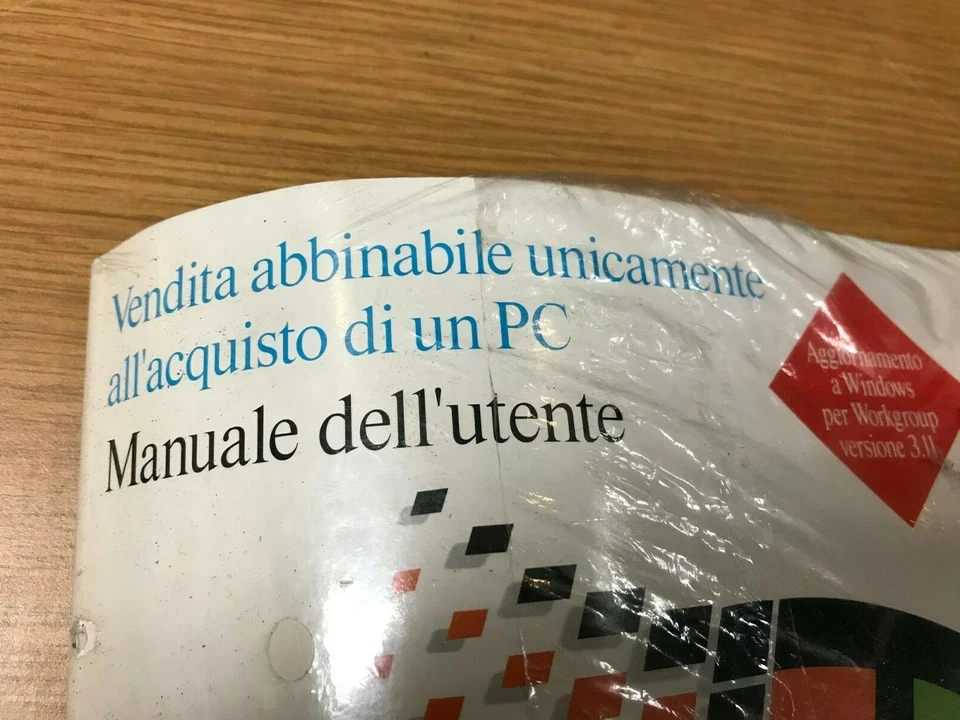 Vendita abbinabile unicamente
all'acquisto di un PC
Manuale dell'utente
Aggiornamento
a Windows
per Workgroup
versione 3.11